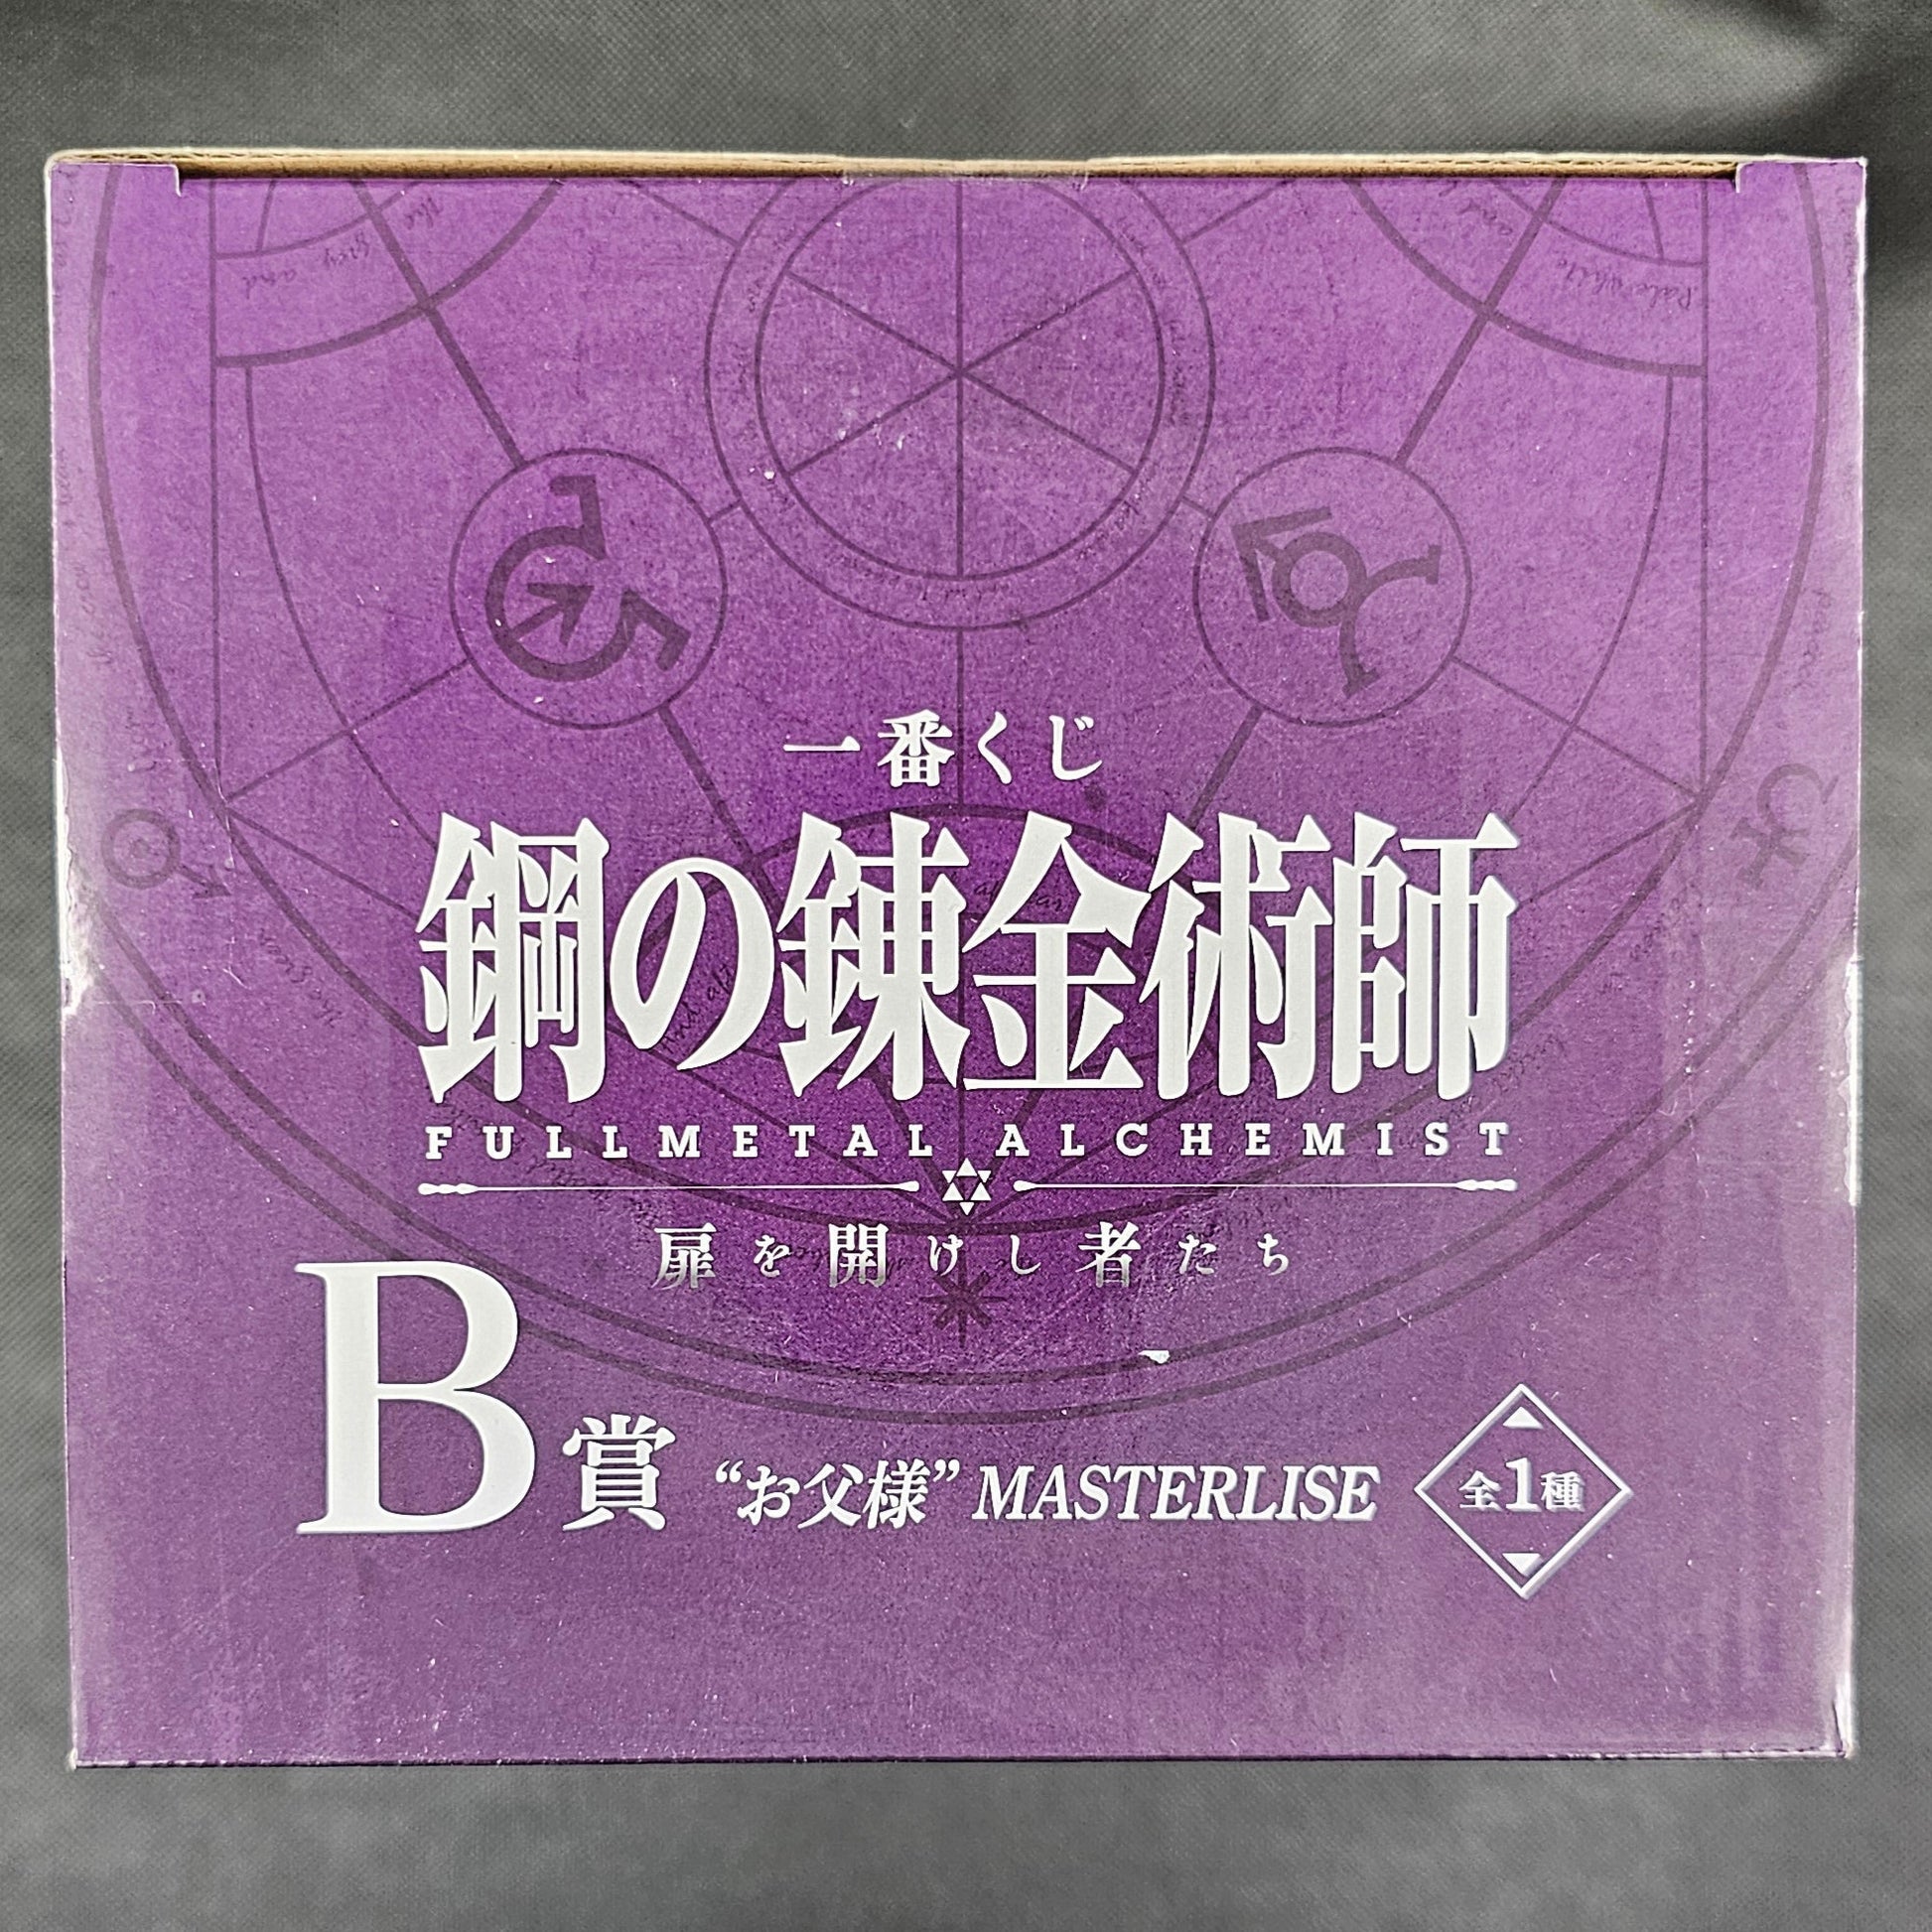 一番くじ
鋼の錬金術師
FULLMETAL ALCHEMIST
扉を開けし者たち
B賞 “お父様” MASTERLISE 全1種